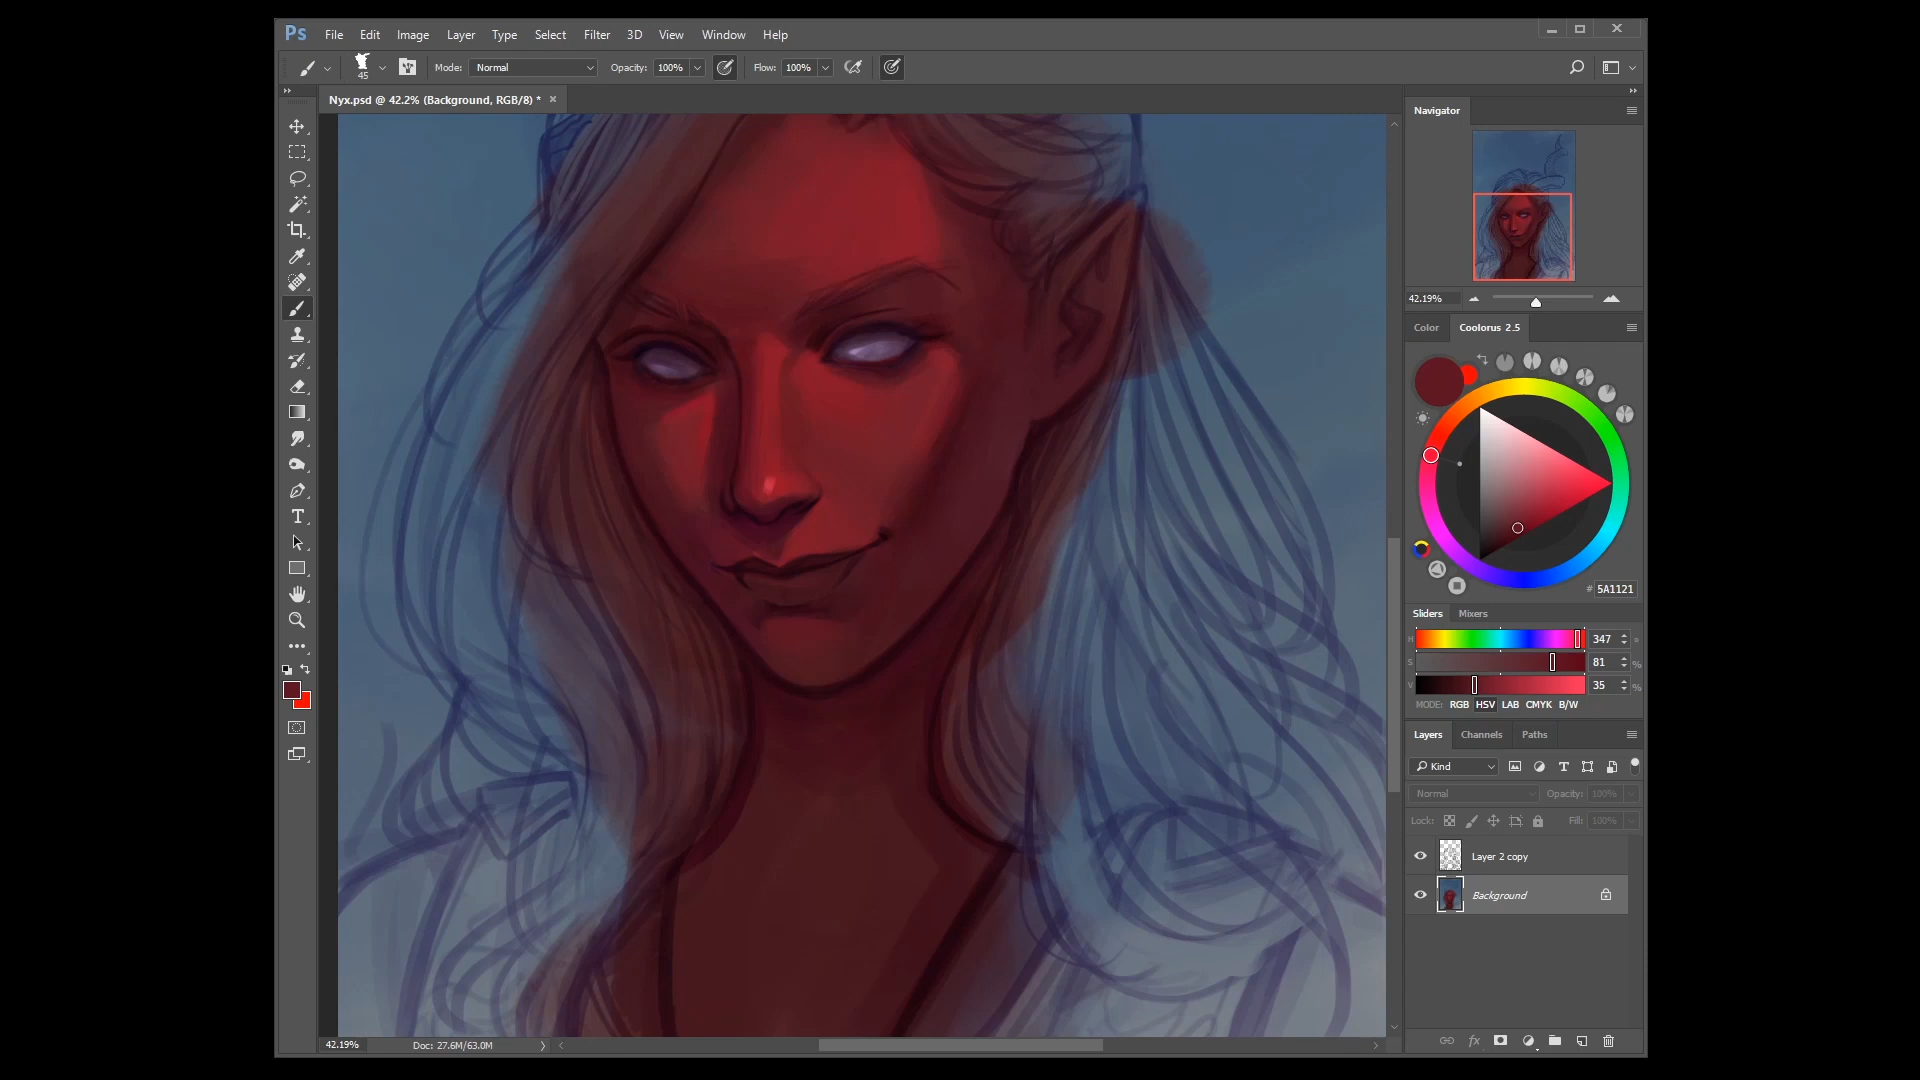 Ps File Edit Image Layer Type Select Filter 3D View Window Help
45 Mode: Normal Opacity: 100% Flow: 100%
Nyx.psd @ 42.2% (Background, RGB/8) *
Navigator
42.19%
Color Coolorus 2.5
# 5A1121
Sliders Mixers
H 347 °
S 81 %
V 35 %
MODE: RGB HSV LAB CMYK B/W
Layers Channels Paths
Kind
Normal Opacity: 100%
Lock: Fill: 100%
Layer 2 copy
Background
fx
42.19% Doc: 27.6M/63.0M